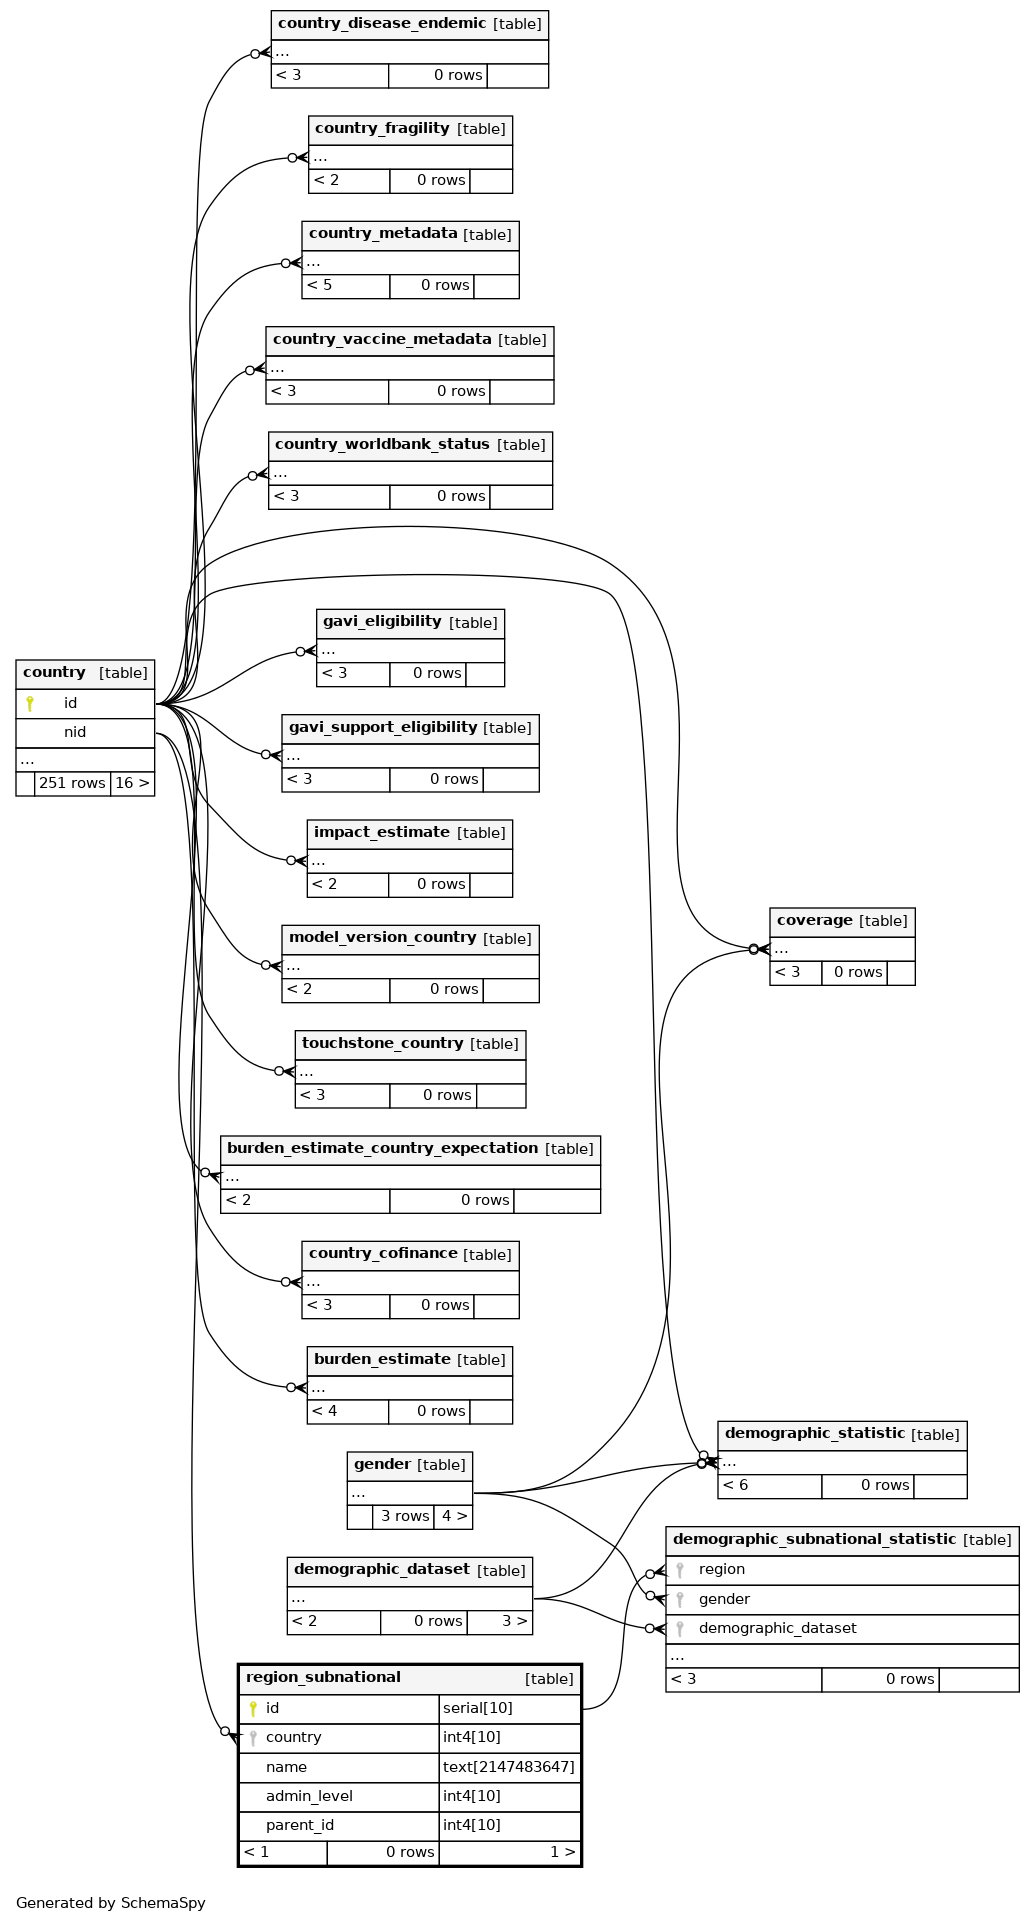 country_disease_endemic [table]
...
< 3 0 rows
country_fragility [table]
...
< 2 0 rows
country_metadata [table]
...
< 5 0 rows
country_vaccine_metadata [table]
...
< 3 0 rows
country_worldbank_status [table]
...
< 3 0 rows
gavi_eligibility [table]
...
< 3 0 rows
country [table]
id
nid
...
251 rows 16 >
gavi_support_eligibility [table]
...
< 3 0 rows
impact_estimate [table]
...
< 2 0 rows
coverage [table]
...
< 3 0 rows
model_version_country [table]
...
< 2 0 rows
touchstone_country [table]
...
< 3 0 rows
burden_estimate_country_expectation [table]
...
< 2 0 rows
country_cofinance [table]
...
< 3 0 rows
burden_estimate [table]
...
< 4 0 rows
gender [table]
...
3 rows 4 >
demographic_statistic [table]
...
< 6 0 rows
demographic_dataset [table]
...
< 2 0 rows 3 >
demographic_subnational_statistic [table]
region
gender
demographic_dataset
...
< 3 0 rows
region_subnational [table]
id serial[10]
country int4[10]
name text[2147483647]
admin_level int4[10]
parent_id int4[10]
< 1 0 rows 1 >
Generated by SchemaSpy